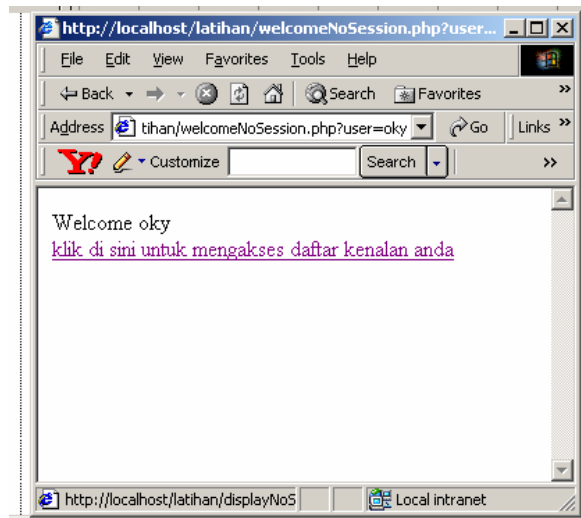 http://localhost/latihan/welcomeNoSession.php?user...
File Edit View Favorites Tools Help
Back Search Favorites »
Address tihan/welcomeNoSession.php?user=oky Go Links »
Y! Customize Search »
Welcome oky
klik di sini untuk mengakses daftar kenalan anda
http://localhost/latihan/displayNoS Local intranet